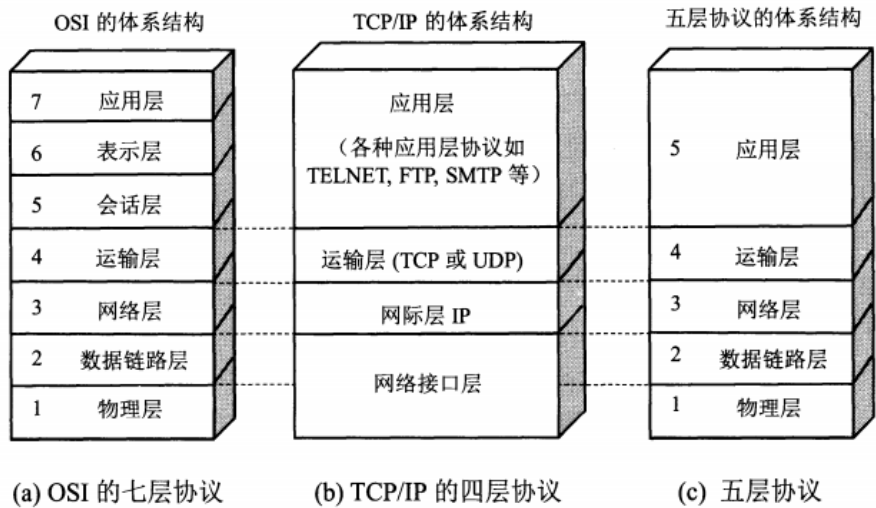 OSI 的体系结构
7 应用层
6 表示层
5 会话层
4 运输层
3 网络层
2 数据链路层
1 物理层
(a) OSI 的七层协议
TCP/IP 的体系结构
应用层
（各种应用层协议如
TELNET, FTP, SMTP 等）
运输层 (TCP 或 UDP)
网际层 IP
网络接口层
(b) TCP/IP 的四层协议
五层协议的体系结构
5 应用层
4 运输层
3 网络层
2 数据链路层
1 物理层
(c) 五层协议